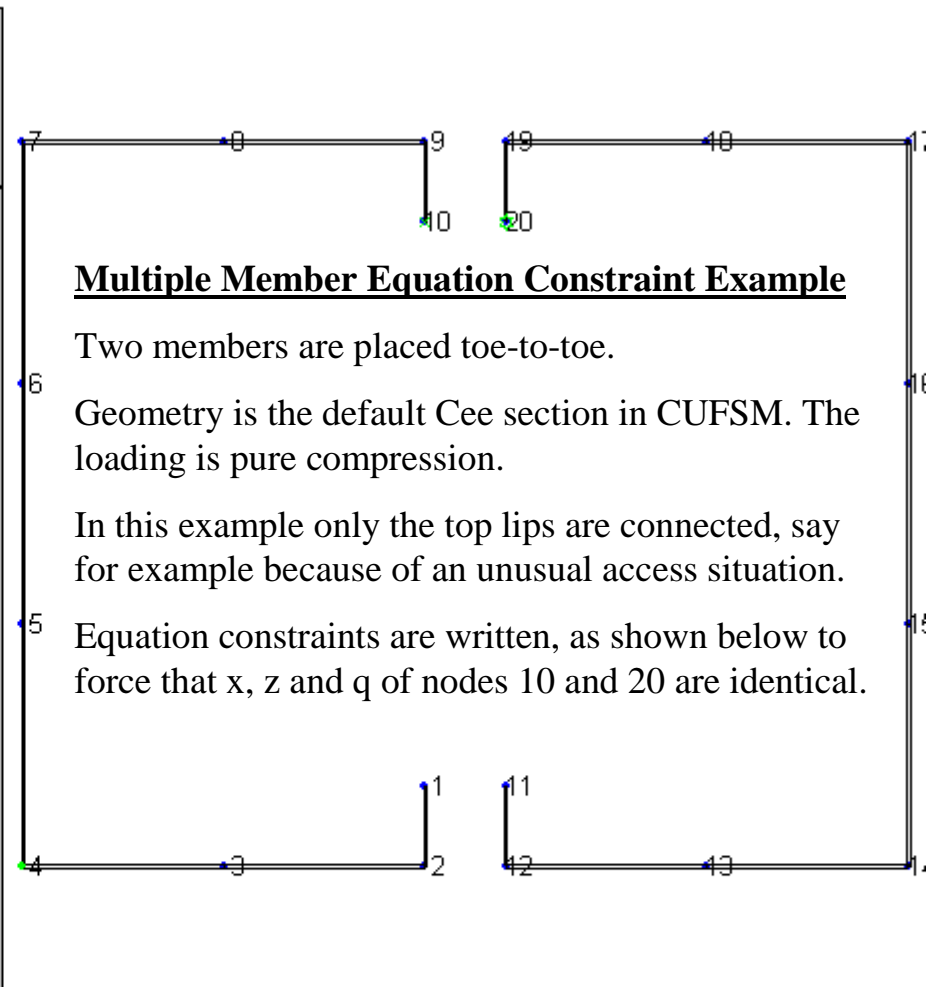 7 8 9 19 18
10 20
Multiple Member Equation Constraint Example
Two members are placed toe-to-toe.
6
Geometry is the default Cee section in CUFSM. The
loading is pure compression.
In this example only the top lips are connected, say
for example because of an unusual access situation.
5
Equation constraints are written, as shown below to
force that x, z and q of nodes 10 and 20 are identical.
1 11
4 3 2 12 13